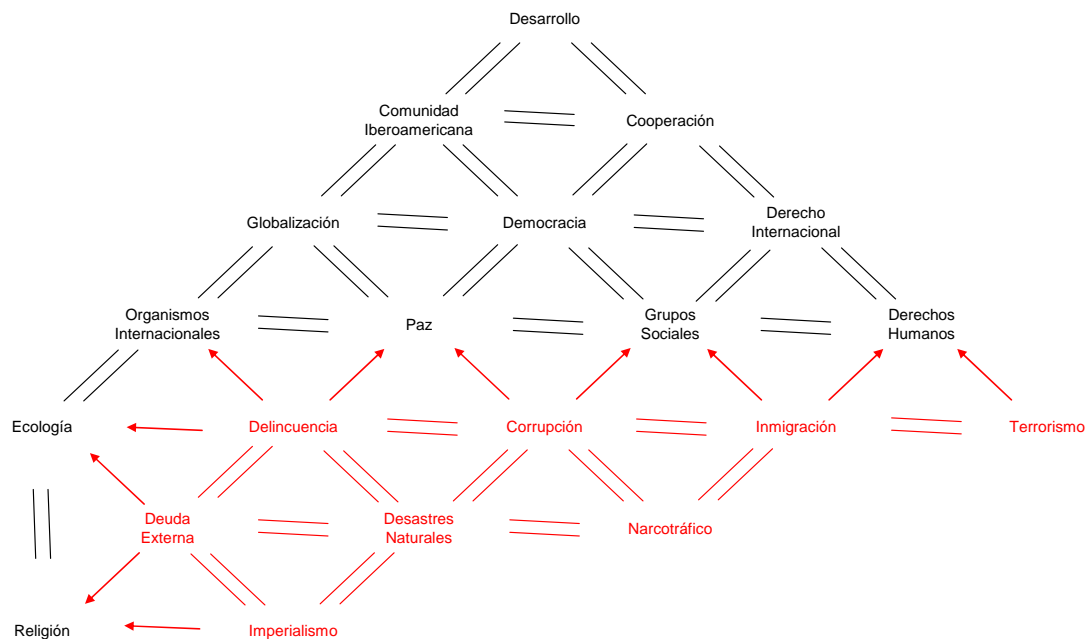 Desarrollo
Comunidad
Iberoamericana
Cooperación
Globalización
Democracia
Derecho
Internacional
Organismos
Internacionales
Paz
Grupos
Sociales
Derechos
Humanos
Ecología
Delincuencia
Corrupción
Inmigración
Terrorismo
Deuda
Externa
Desastres
Naturales
Narcotráfico
Religión
Imperialismo